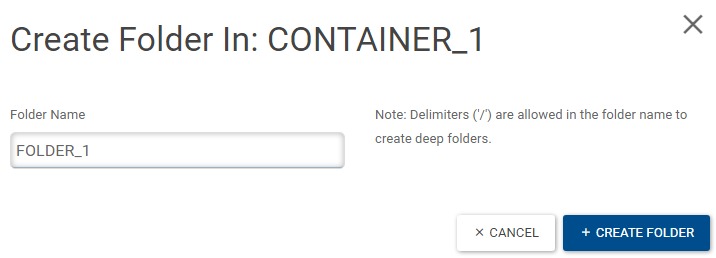 Create Folder In: CONTAINER_1
Folder Name
FOLDER_1
Note: Delimiters ('/') are allowed in the folder name to
create deep folders.
× CANCEL
+ CREATE FOLDER